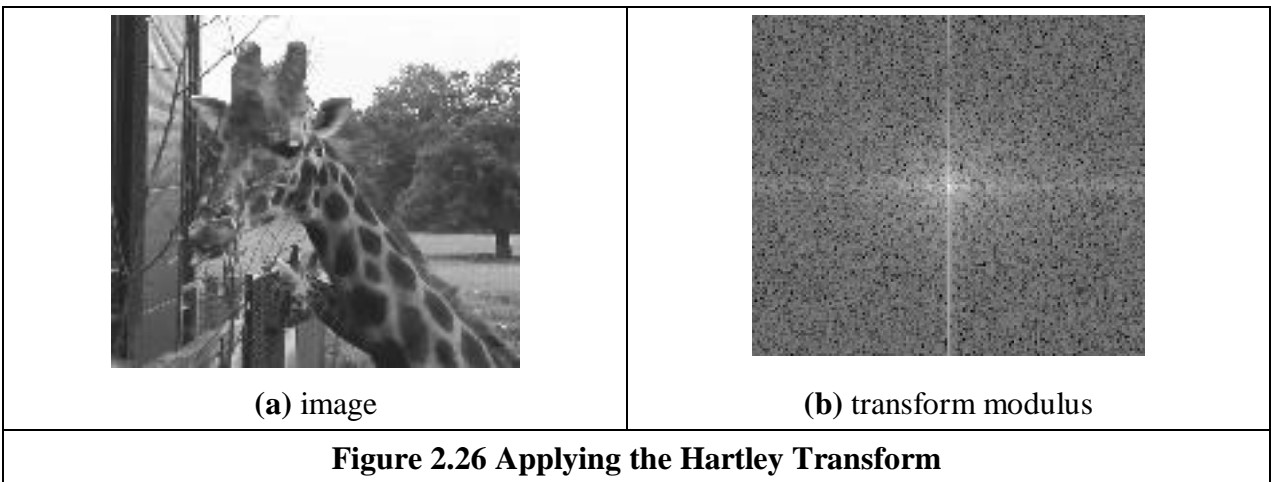 (a) image
(b) transform modulus
Figure 2.26 Applying the Hartley Transform